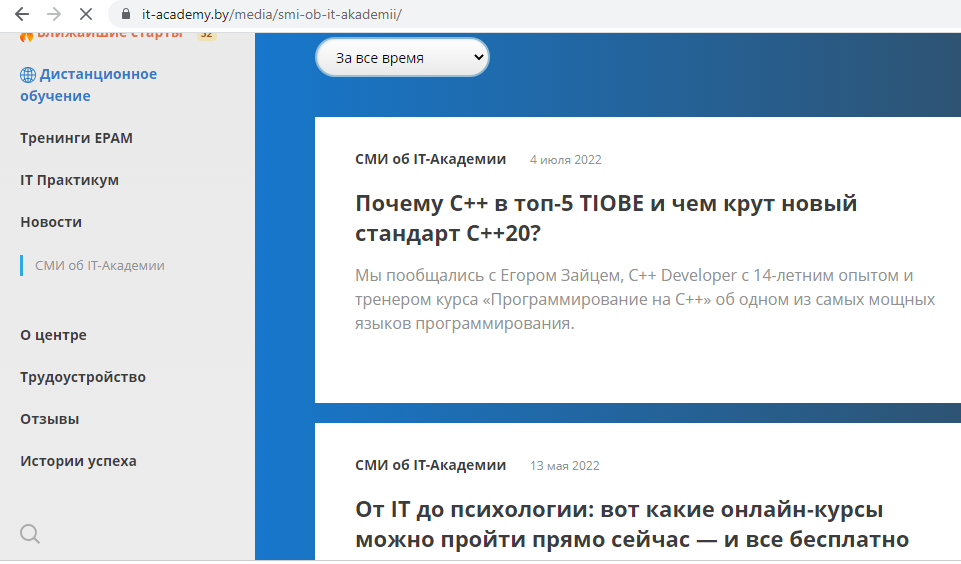 it-academy.by/media/smi-ob-it-akademii/
Ближайшие старты 32
Дистанционное
обучение
Тренинги EPAM
IT Практикум
Новости
СМИ об IT-Академии
О центре
Трудоустройство
Отзывы
Истории успеха
За все время
СМИ об IT-Академии 4 июля 2022
Почему C++ в топ-5 TIOBE и чем крут новый
стандарт C++20?
Мы пообщались с Егором Зайцем, C++ Developer с 14-летним опытом и
тренером курса «Программирование на C++» об одном из самых мощных
языков программирования.
СМИ об IT-Академии 13 мая 2022
От IT до психологии: вот какие онлайн-курсы
можно пройти прямо сейчас — и все бесплатно